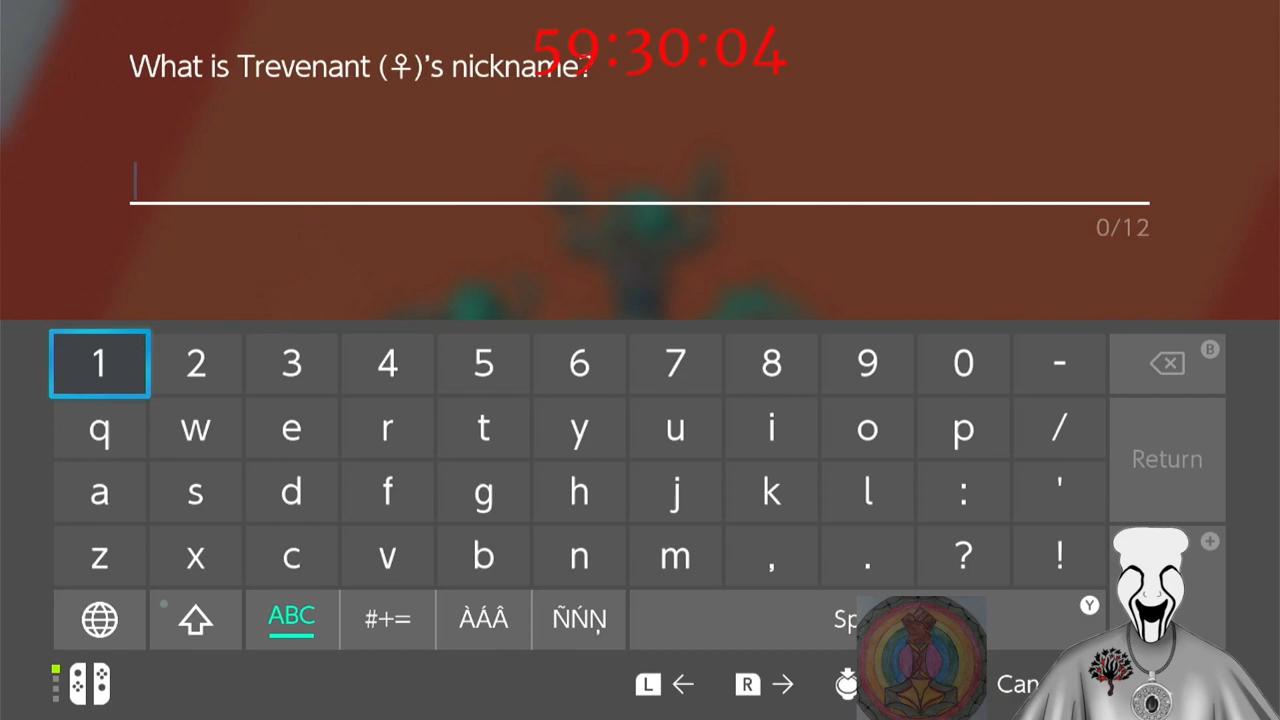 59:30:04
What is Trevenant (♀)'s nickname?
0/12
1 2 3 4 5 6 7 8 9 0 -
B
q w e r t y u i o p /
Return
a s d f g h j k l : '
z x c v b n m , . ? !
+
ABC #+= ÀÁÂ ÑŃŅ
Y
L ← R →